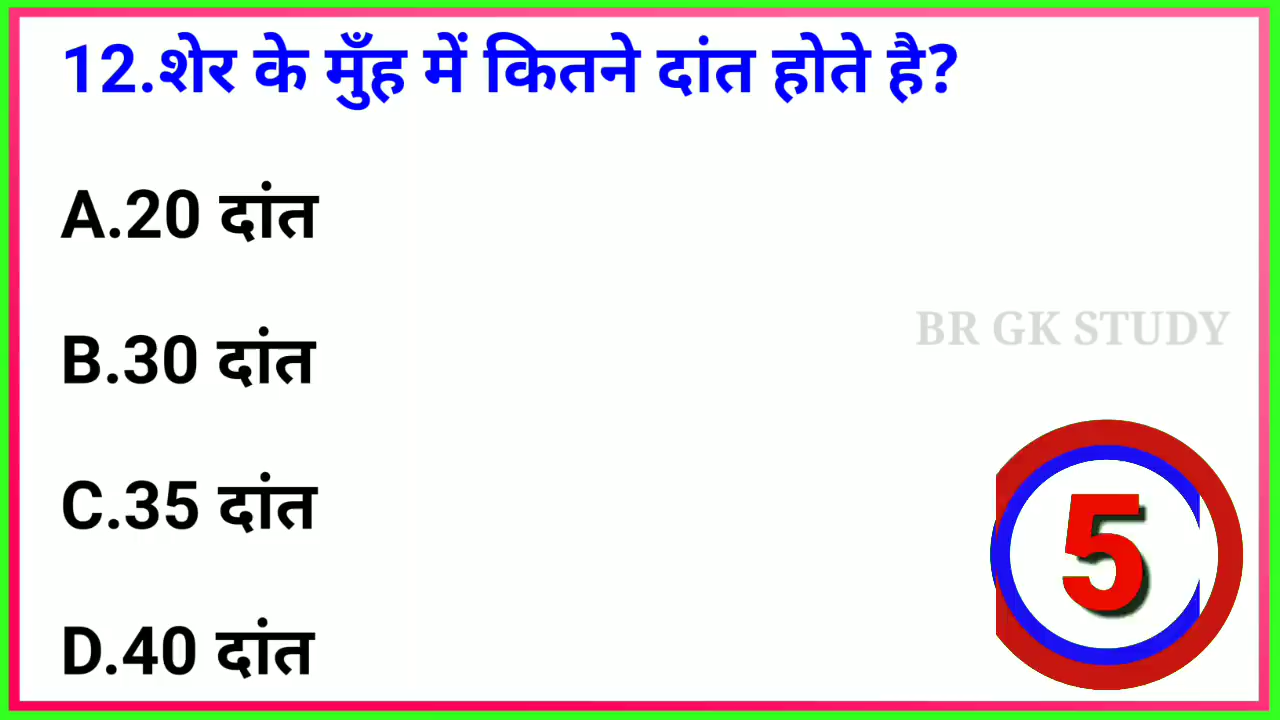 12.शेर के मुँह में कितने दांत होते है?
A.20 दांत
B.30 दांत
BR GK STUDY
C.35 दांत
5
D.40 दांत